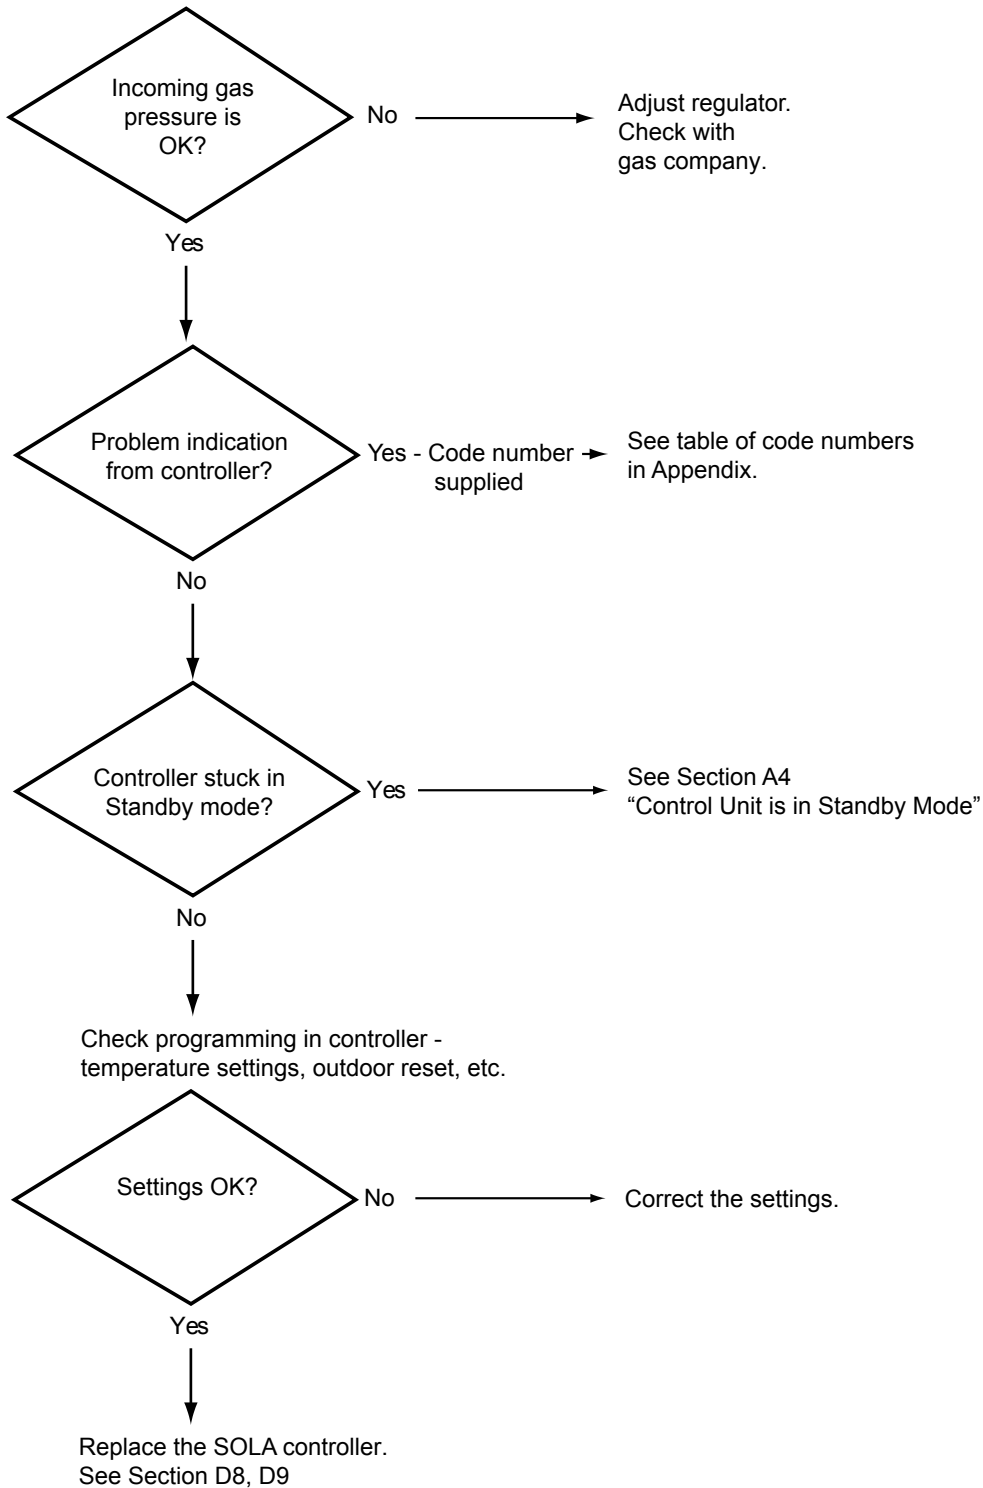 Incoming gas
pressure is
OK?
No
Adjust regulator.
Check with
gas company.
Yes
Problem indication
from controller?
Yes - Code number
supplied
See table of code numbers
in Appendix.
No
Controller stuck in
Standby mode?
Yes
See Section A4
“Control Unit is in Standby Mode”
No
Check programming in controller -
temperature settings, outdoor reset, etc.
Settings OK?
No
Correct the settings.
Yes
Replace the SOLA controller.
See Section D8, D9